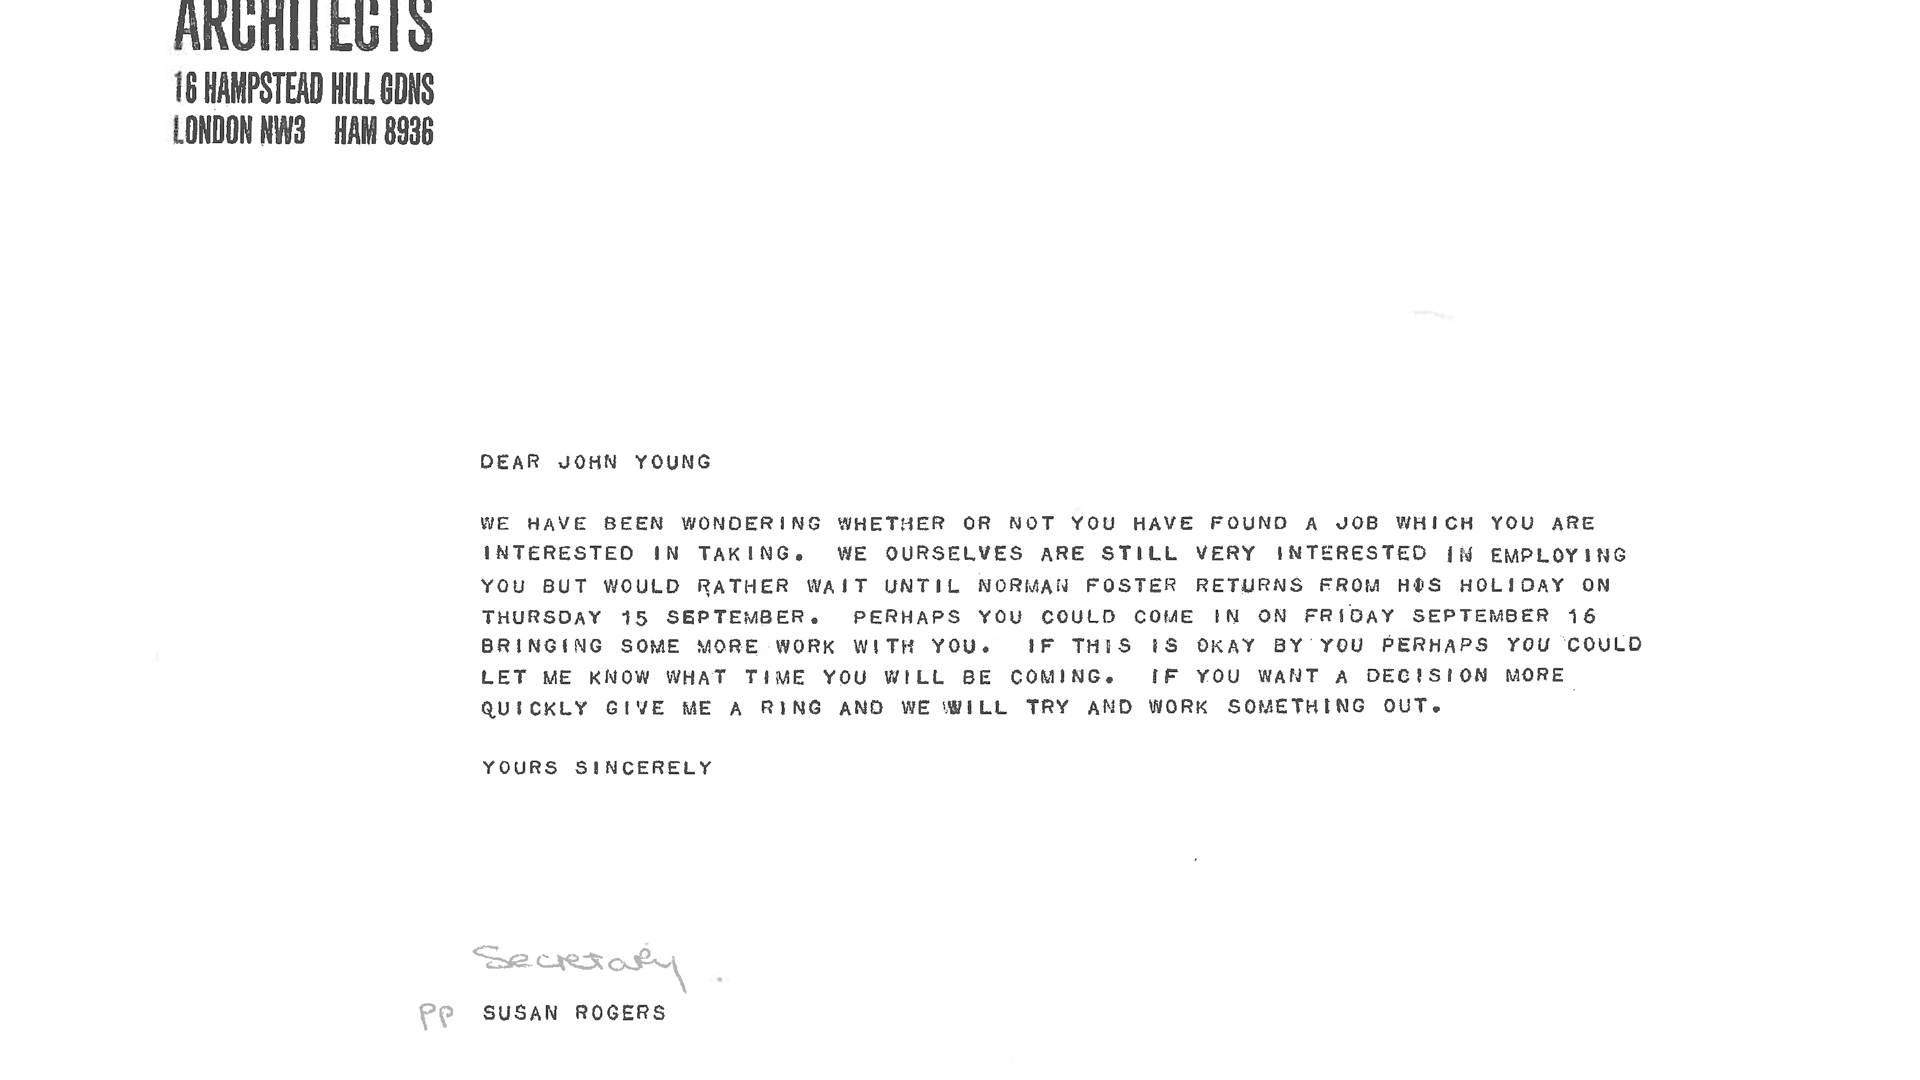 ARCHITECTS
16 HAMPSTEAD HILL GDNS
LONDON NW3 HAM 8936
DEAR JOHN YOUNG
WE HAVE BEEN WONDERING WHETHER OR NOT YOU HAVE FOUND A JOB WHICH YOU ARE
INTERESTED IN TAKING. WE OURSELVES ARE STILL VERY INTERESTED IN EMPLOYING
YOU BUT WOULD RATHER WAIT UNTIL NORMAN FOSTER RETURNS FROM HIS HOLIDAY ON
THURSDAY 15 SEPTEMBER. PERHAPS YOU COULD COME IN ON FRIDAY SEPTEMBER 16
BRINGING SOME MORE WORK WITH YOU. IF THIS IS OKAY BY YOU PERHAPS YOU COULD
LET ME KNOW WHAT TIME YOU WILL BE COMING. IF YOU WANT A DECISION MORE
QUICKLY GIVE ME A RING AND WE WILL TRY AND WORK SOMETHING OUT.
YOURS SINCERELY
Secretary.
PP SUSAN ROGERS